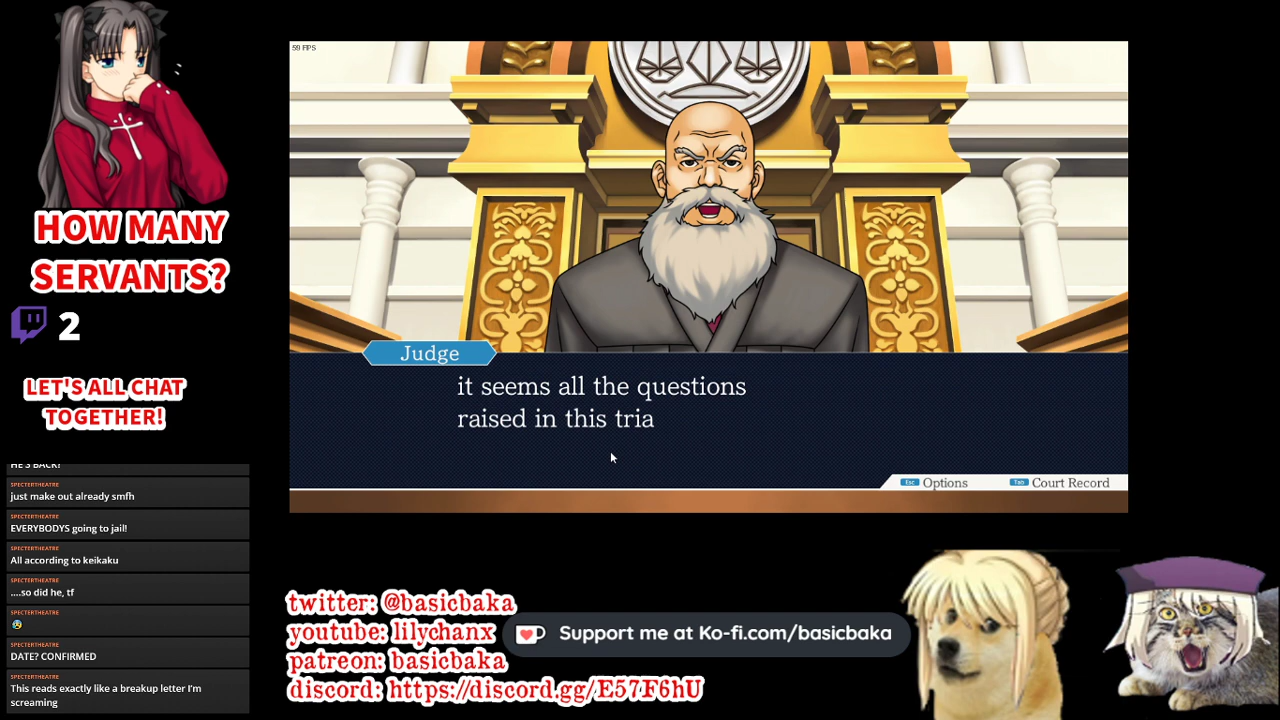 HOW MANY
SERVANTS?
2
LET'S ALL CHAT
TOGETHER!
HE'S BACK!
SPECTERTHEATRE
just make out already smfh
SPECTERTHEATRE
EVERYBODYS going to jail!
SPECTERTHEATRE
All according to keikaku
SPECTERTHEATRE
....so did he, tf
SPECTERTHEATRE
😰
SPECTERTHEATRE
DATE? CONFIRMED
SPECTERTHEATRE
This reads exactly like a breakup letter I'm
screaming
59 FPS
Judge
it seems all the questions
raised in this tria
Esc Options
Tab Court Record
twitter: @basicbaka
youtube: lilychanx
patreon: basicbaka
discord: https://discord.gg/E57F6hU
Support me at Ko-fi.com/basicbaka